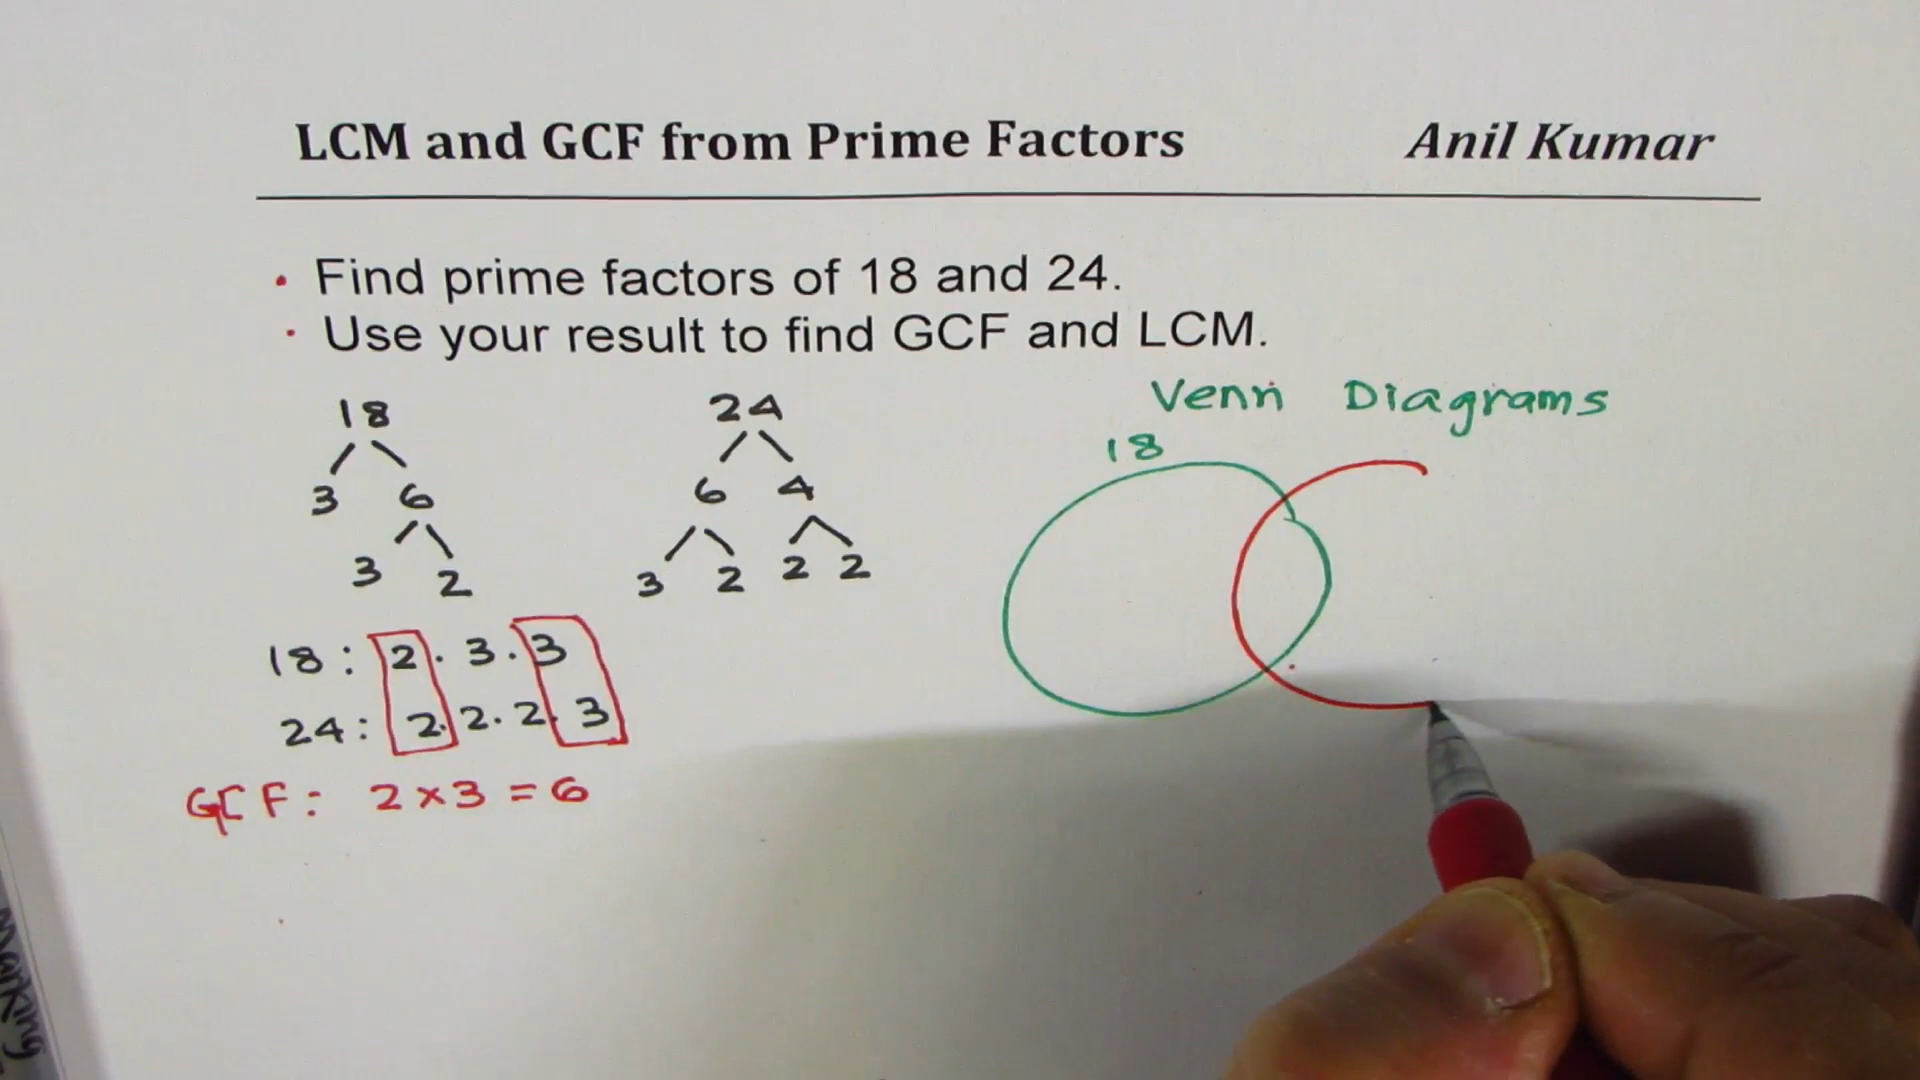 LCM and GCF from Prime Factors Anil Kumar
• Find prime factors of 18 and 24.
• Use your result to find GCF and LCM.
Venn Diagrams
18 24
18
3 6
6 4
3 2
3 2 2 2
18 : 2 . 3 . 3
24 : 2 . 2 . 2 . 3
GCF : 2 × 3 = 6
Marking